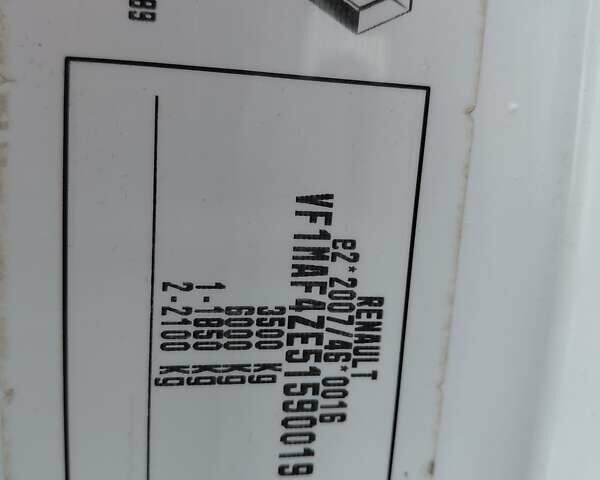 RENAULT
e2*2007/46*0016
VF1MAF4ZE51590019
3500 Kg
6000 Kg
1-1850 Kg
2-2100 Kg